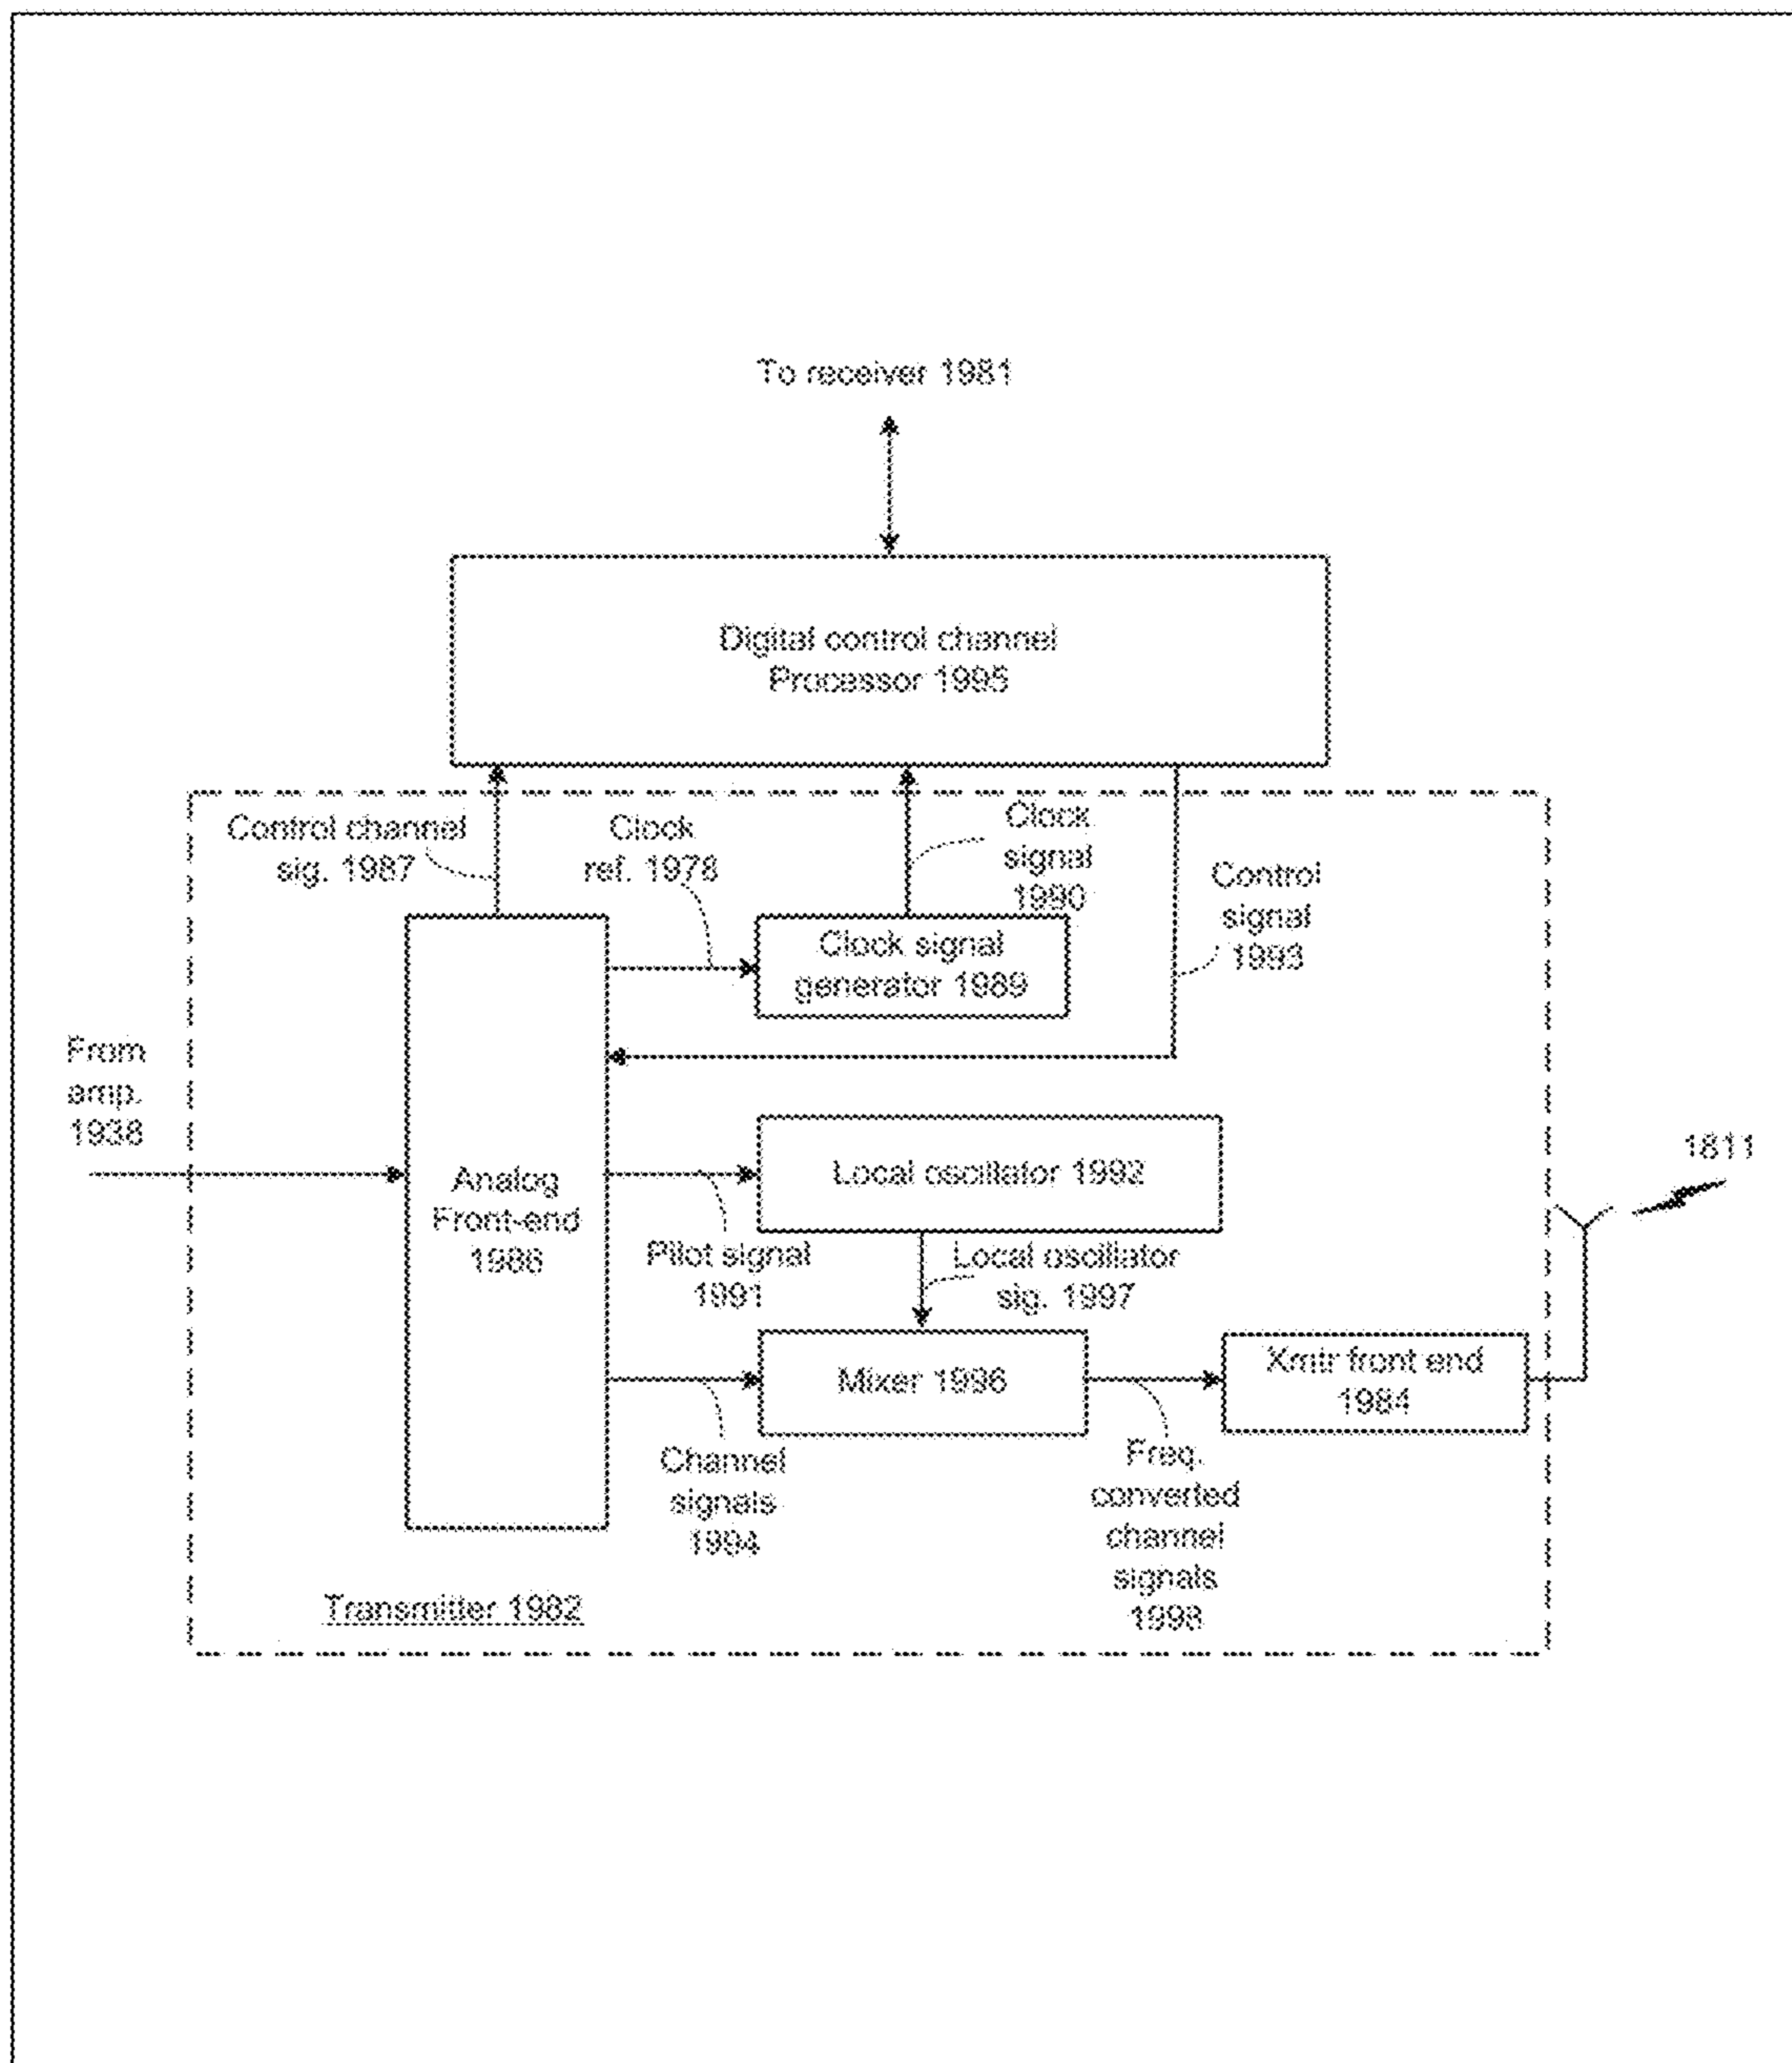 To receiver 1981
Digital control channel
Processor 1995
Control channel
sig. 1987
Clock
ref. 1978
Clock
signal
1990
Control
signal
1993
Clock signal
generator 1989
From
amp.
1938
Analog
Front-end
1986
Local oscillator 1992
Pilot signal
1991
Local oscillator
sig. 1997
1811
Mixer 1996
Xmtr front end
1984
Channel
signals
1994
Freq.
converted
channel
signals
1998
Transmitter 1982